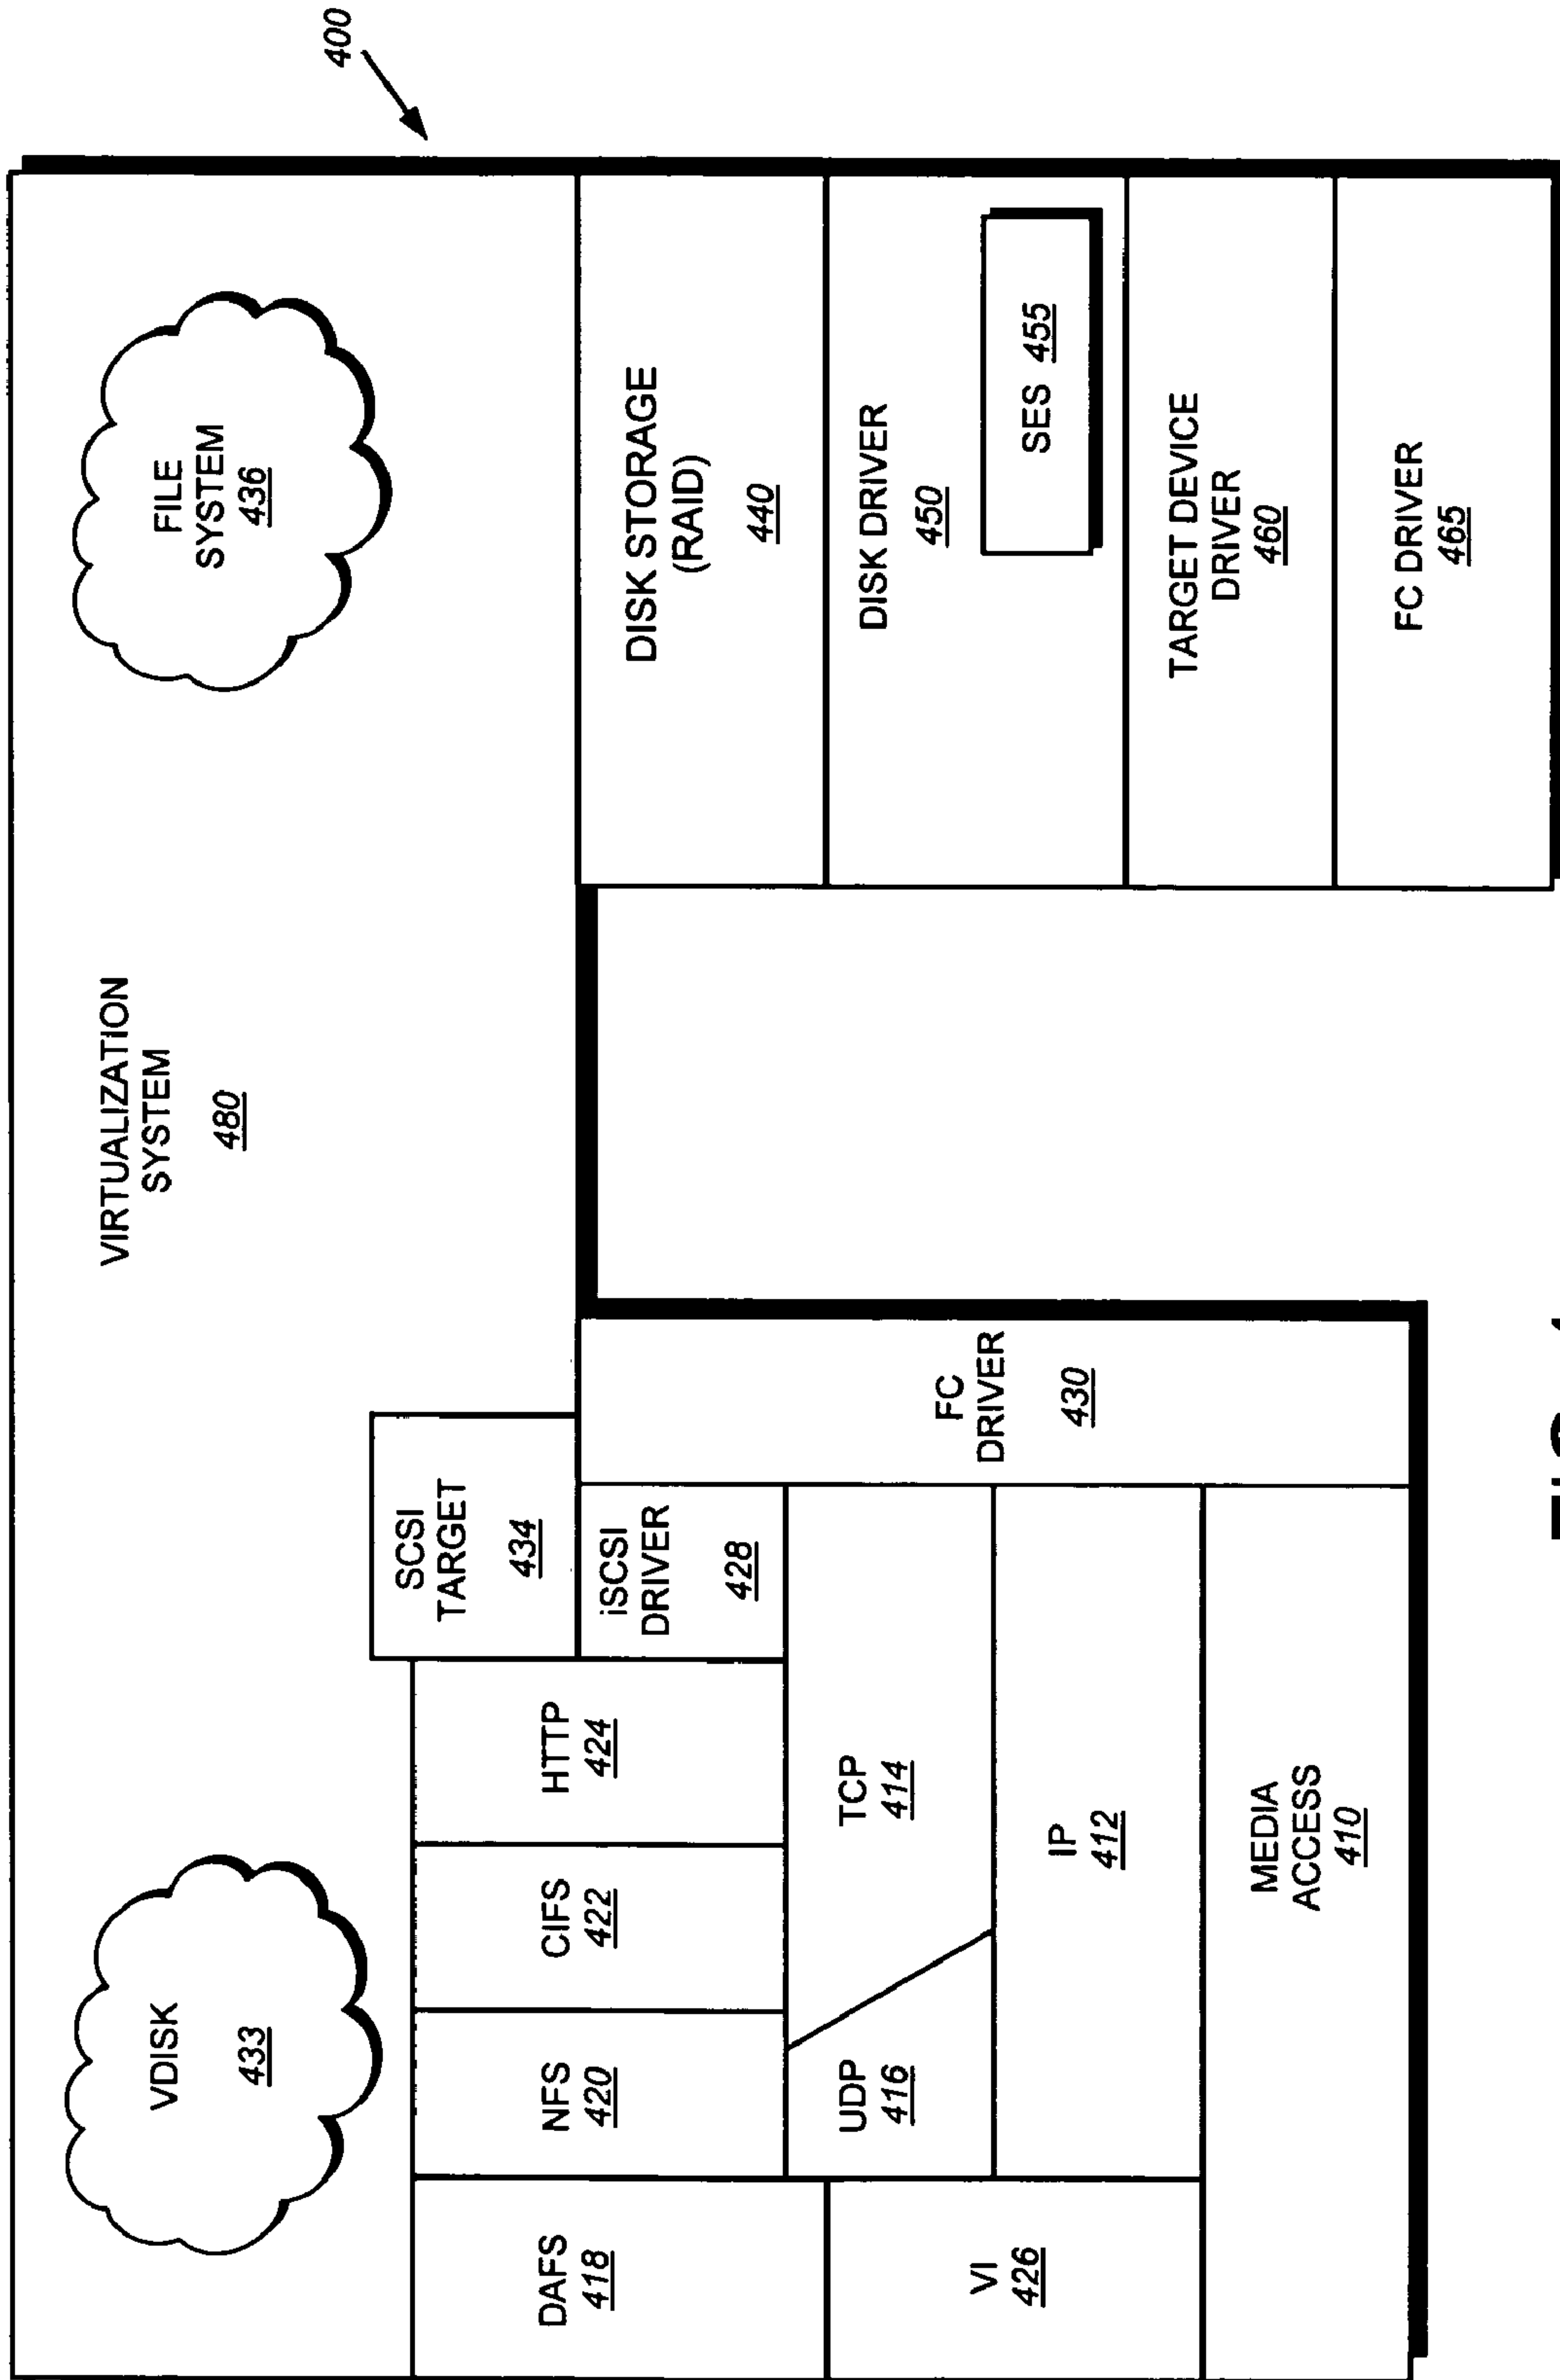 400
VIRTUALIZATION
SYSTEM
480
VDISK
433
FILE
SYSTEM
436
SCSI
TARGET
434
DAFS
418
NFS
420
CIFS
422
HTTP
424
iSCSI
DRIVER
428
VI
426
UDP
416
TCP
414
IP
412
MEDIA
ACCESS
410
FC
DRIVER
430
DISK STORAGE
(RAID)
440
DISK DRIVER
450
SES 455
TARGET DEVICE
DRIVER
460
FC DRIVER
465